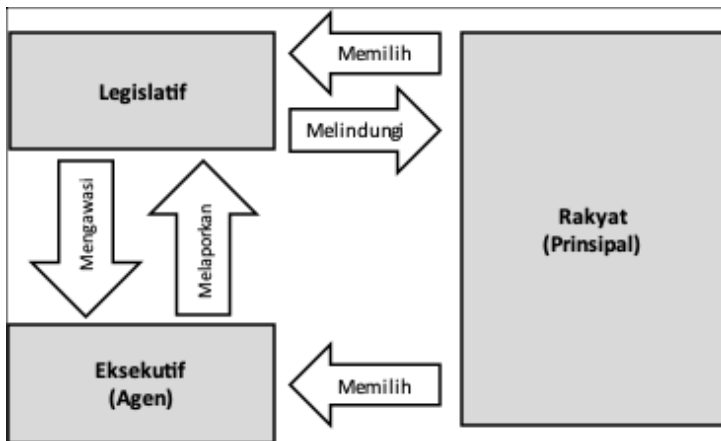 Legislatif
Memilih
Melindungi
Mengawasi
Melaporkan
Rakyat
(Prinsipal)
Eksekutif
(Agen)
Memilih